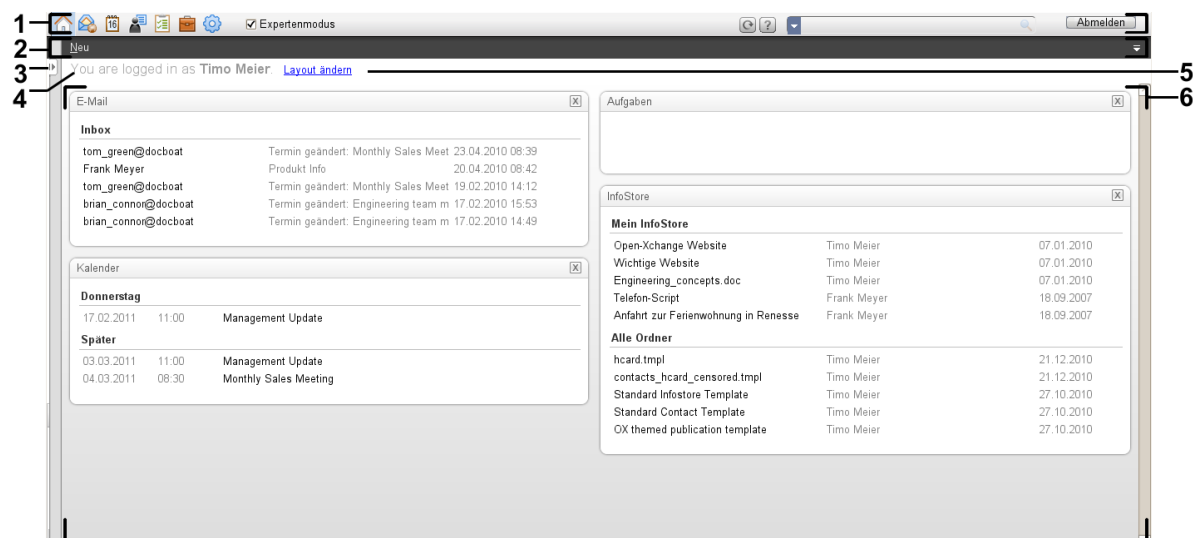 1
16
Expertenmodus
?
Abmelden
2
Neu
3
4
You are logged in as Timo Meier. Layout ändern
5
6
E-Mail X
Inbox
tom_green@docboat Termin geändert: Monthly Sales Meet 23.04.2010 08:39
Frank Meyer Produkt Info 20.04.2010 08:42
tom_green@docboat Termin geändert: Monthly Sales Meet 19.02.2010 14:12
brian_connor@docboat Termin geändert: Engineering team m 17.02.2010 15:53
brian_connor@docboat Termin geändert: Engineering team m 17.02.2010 14:49
Kalender X
Donnerstag
17.02.2011 11:00 Management Update
Später
03.03.2011 11:00 Management Update
04.03.2011 08:30 Monthly Sales Meeting
Aufgaben X
InfoStore X
Mein InfoStore
Open-Xchange Website Timo Meier 07.01.2010
Wichtige Website Timo Meier 07.01.2010
Engineering_concepts.doc Timo Meier 07.01.2010
Telefon-Script Frank Meyer 18.09.2007
Anfahrt zur Ferienwohnung in Renesse Frank Meyer 18.09.2007
Alle Ordner
hcard.tmpl Timo Meier 21.12.2010
contacts_hcard_censored.tmpl Timo Meier 21.12.2010
Standard Infostore Template Timo Meier 27.10.2010
Standard Contact Template Timo Meier 27.10.2010
OX themed publication template Timo Meier 27.10.2010